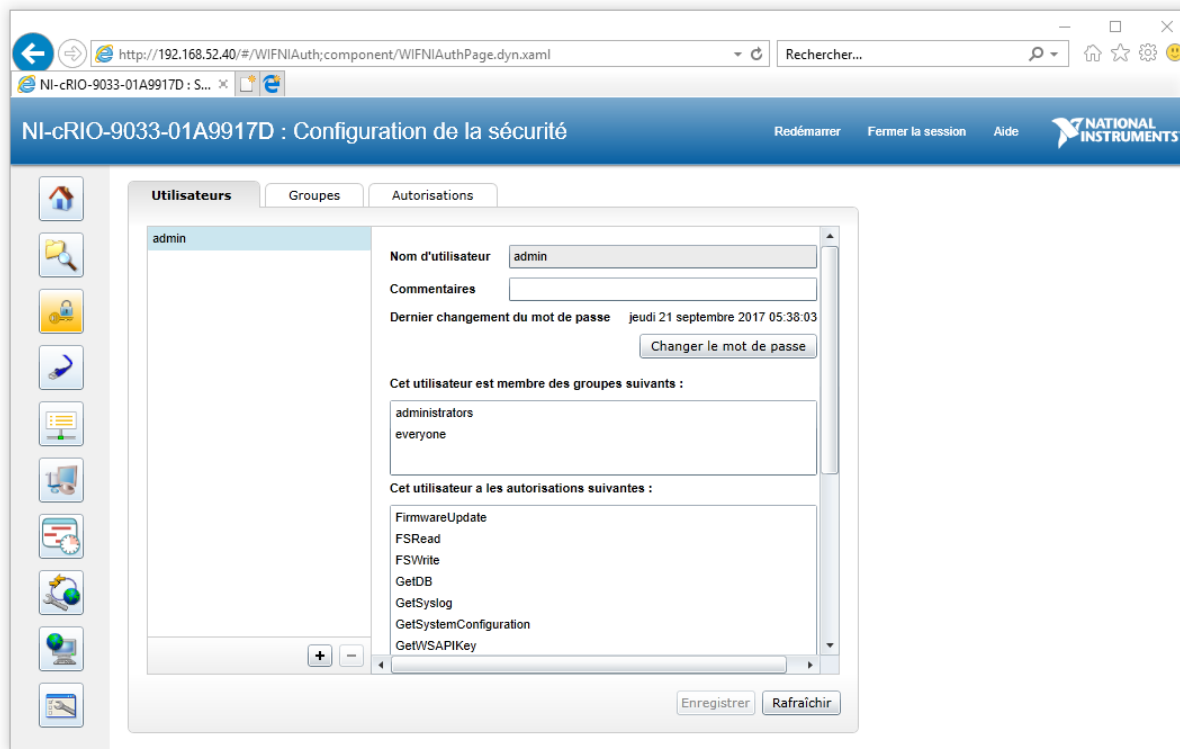 http://192.168.52.40/#/WIFNIAuth;component/WIFNIAuthPage.dyn.xaml
Rechercher...
NI-cRIO-9033-01A9917D : S...
NI-cRIO-9033-01A9917D : Configuration de la sécurité
Redémarrer
Fermer la session
Aide
NATIONAL
INSTRUMENTS
Utilisateurs
Groupes
Autorisations
admin
Nom d'utilisateur
admin
Commentaires
Dernier changement du mot de passe
jeudi 21 septembre 2017 05:38:03
Changer le mot de passe
Cet utilisateur est membre des groupes suivants :
administrators
everyone
Cet utilisateur a les autorisations suivantes :
FirmwareUpdate
FSRead
FSWrite
GetDB
GetSyslog
GetSystemConfiguration
GetWSAPIKey
Enregistrer
Rafraîchir